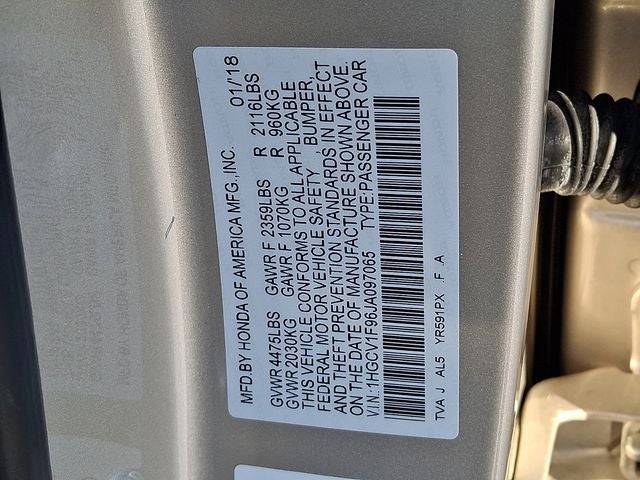 MFD.BY HONDA OF AMERICA MFG.,INC. 01/'18
GVWR 4475LBS GAWR F 2359LBS R 2116LBS
GVWR 2030KG GAWR F 1070KG R 960KG
THIS VEHICLE CONFORMS TO ALL APPLICABLE
FEDERAL MOTOR VEHICLE SAFETY , BUMPER,
AND THEFT PREVENTION STANDARDS IN EFFECT
ON THE DATE OF MANUFACTURE SHOWN ABOVE.
V.I.N.:1HGCV1F96JA097065 TYPE:PASSENGER CAR
TVA J AL5 YR591PX .F .A